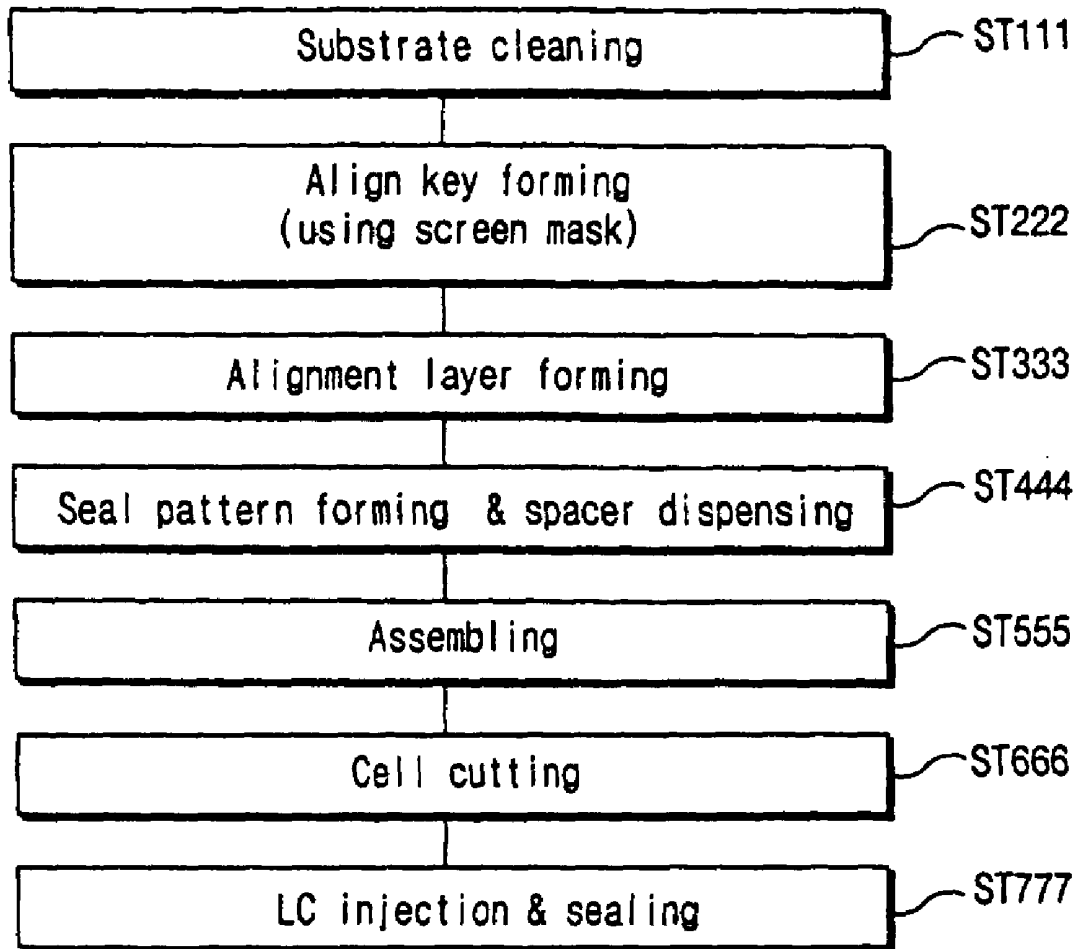 Substrate cleaning
ST111
Align key forming
(using screen mask)
ST222
Alignment layer forming
ST333
Seal pattern forming & spacer dispensing
ST444
Assembling
ST555
Cell cutting
ST666
LC injection & sealing
ST777